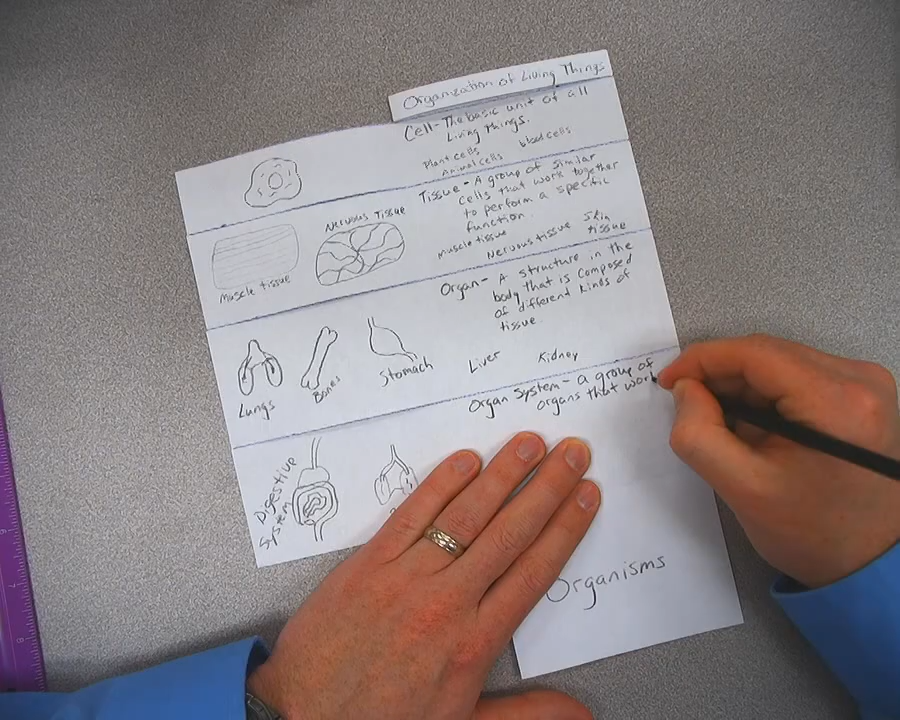 Organization of Living Things
Cell- The basic unit of all
Living things.
Plant cells
Animal cells
blood cells
Nervous Tissue
Muscle tissue
Tissue - A group of similar
cells that work together
to perform a specific
function.
Muscle tissue
Nervous tissue
Skin
tissue
Organ- A structure in the
body that is composed
of different kinds of
tissue.
Lungs
Bones
Stomach
Liver
Kidney
Organ System- a group of
organs that work
Digestive
System
Organisms